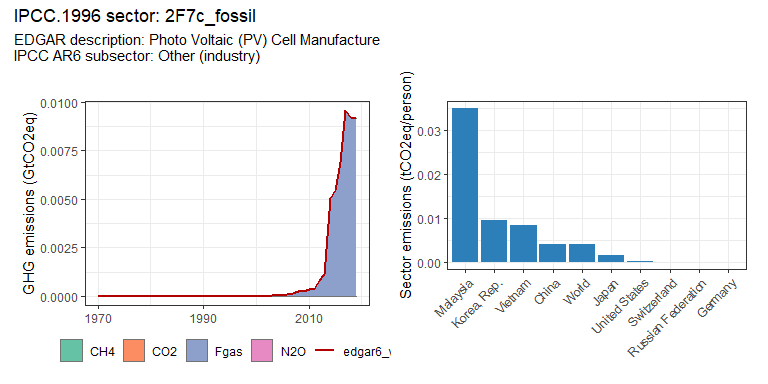 IPCC.1996 sector: 2F7c_fossil
EDGAR description: Photo Voltaic (PV) Cell Manufacture
IPCC AR6 subsector: Other (industry)
GHG emissions (GtCO2eq)
0.0100
0.0075
0.0050
0.0025
0.0000
1970
1990
2010
CH4
CO2
Fgas
N2O
edgar6_v
Sector emissions (tCO2eq/person)
0.03
0.02
0.01
0.00
Malaysia
Korea, Rep.
Vietnam
China
World
Japan
United States
Switzerland
Russian Federation
Germany